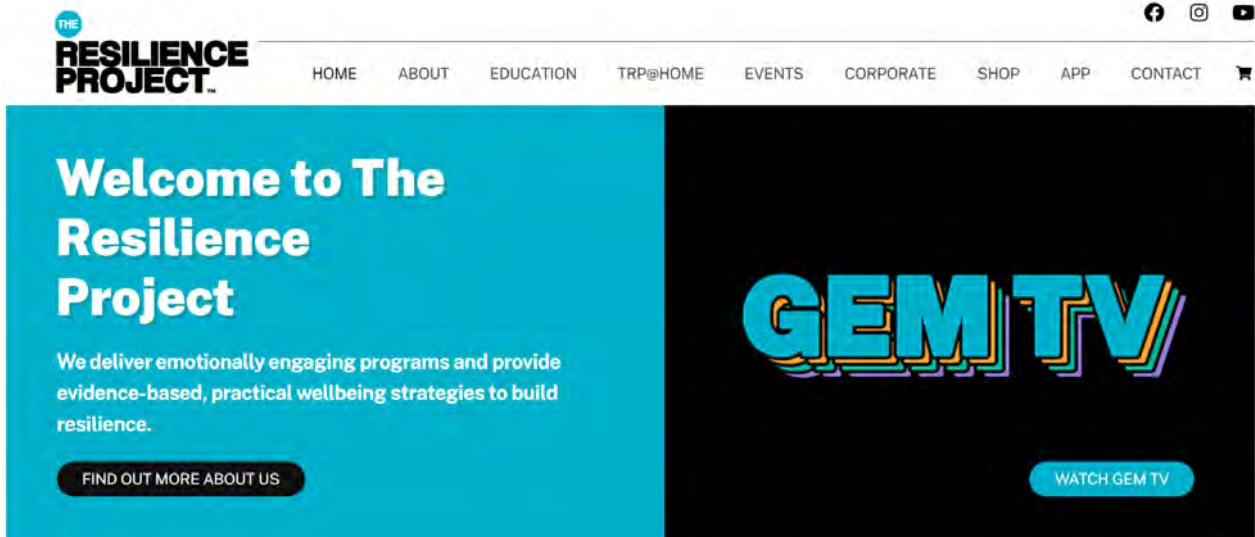 THE
RESILIENCE
PROJECT™
HOME ABOUT EDUCATION TRP@HOME EVENTS CORPORATE SHOP APP CONTACT
Welcome to The
Resilience
Project
We deliver emotionally engaging programs and provide
evidence-based, practical wellbeing strategies to build
resilience.
FIND OUT MORE ABOUT US
GEM TV
WATCH GEM TV